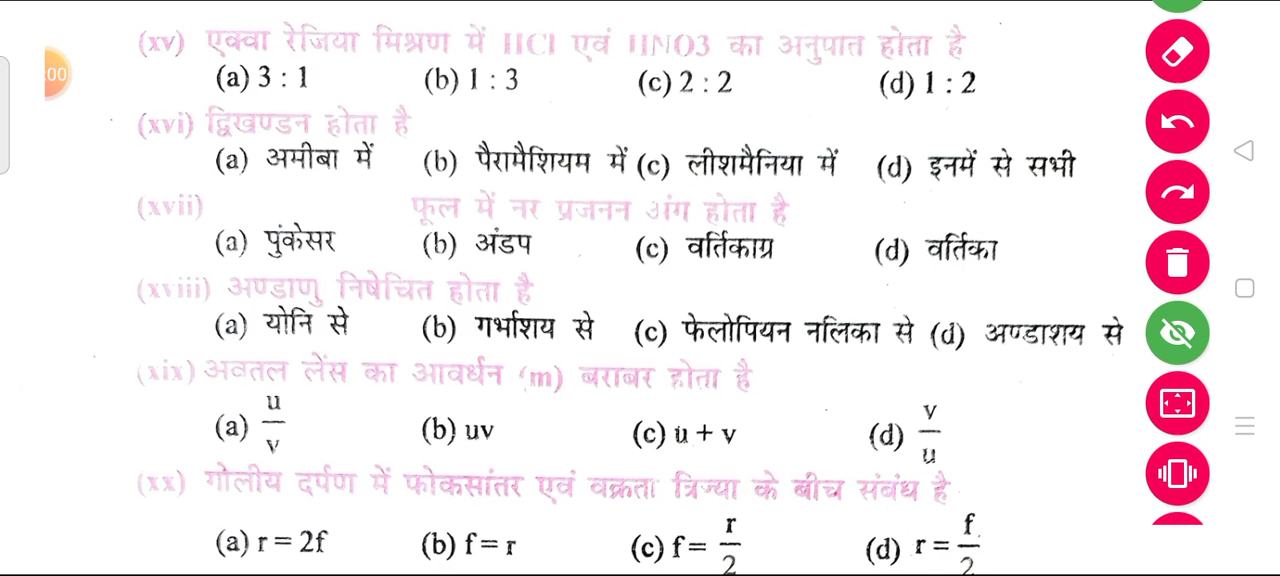 (xv) एक्वा रेजिया मिश्रण में HCl एवं HNO3 का अनुपात होता है
(a) 3 : 1 (b) 1 : 3 (c) 2 : 2 (d) 1 : 2
:00
(xvi) द्विखण्डन होता है
(a) अमीबा में (b) पैरामैशियम में (c) लीशमैनिया में (d) इनमें से सभी
(xvii) फूल में नर प्रजनन अंग होता है
(a) पुंकेसर (b) अंडप (c) वर्तिकाग्र (d) वर्तिका
(xviii) अण्डाणु निषेचित होता है
(a) योनि से (b) गर्भाशय से (c) फेलोपियन नलिका से (d) अण्डाशय से
(xix) अवतल लेंस का आवर्धन (m) बराबर होता है
(a) u/v (b) uv (c) u + v (d) v/u
(xx) गोलीय दर्पण में फोकसांतर एवं वक्रता त्रिज्या के बीच संबंध है
(a) r = 2f (b) f = r (c) f = r/2 (d) r = f/2